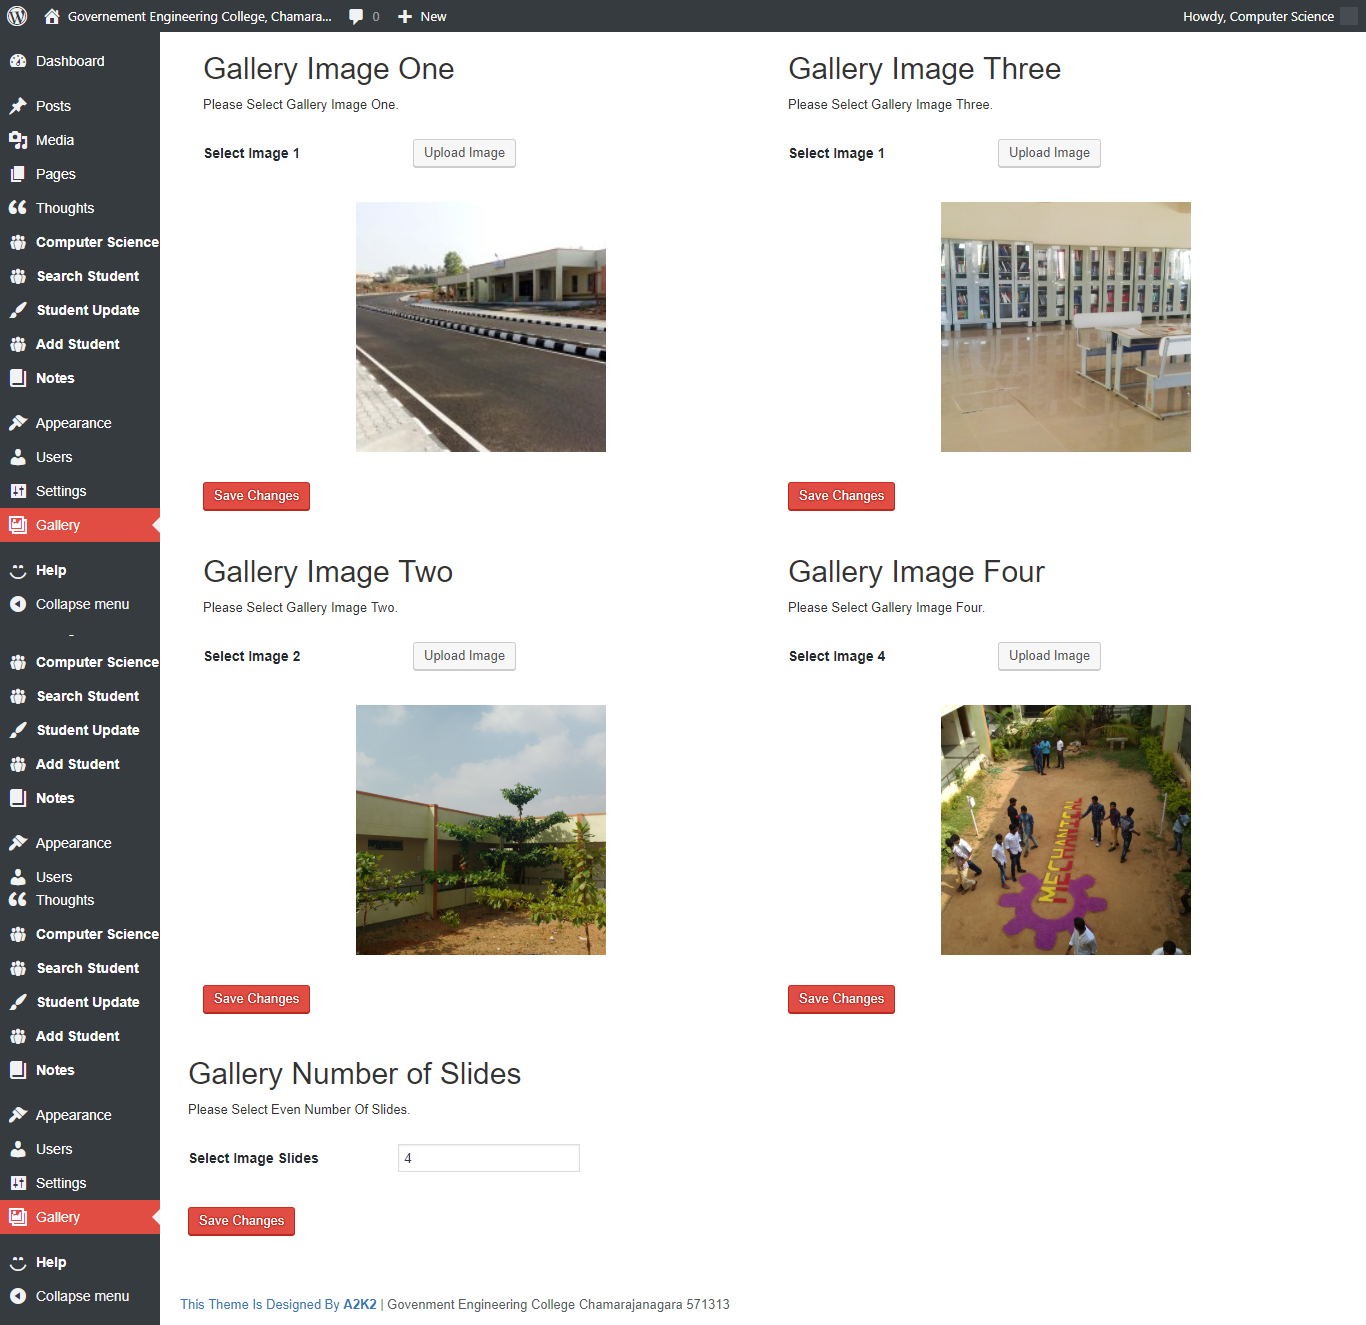 Governement Engineering College, Chamara...
0
New
Howdy, Computer Science
Dashboard
Posts
Media
Pages
Thoughts
Computer Science
Search Student
Student Update
Add Student
Notes
Appearance
Users
Settings
Gallery
Help
Collapse menu
Computer Science
Search Student
Student Update
Add Student
Notes
Appearance
Users
Thoughts
Computer Science
Search Student
Student Update
Add Student
Notes
Appearance
Users
Settings
Gallery
Help
Collapse menu
Gallery Image One
Please Select Gallery Image One.
Select Image 1
Upload Image
Save Changes
Gallery Image Three
Please Select Gallery Image Three.
Select Image 1
Upload Image
Save Changes
Gallery Image Two
Please Select Gallery Image Two.
Select Image 2
Upload Image
Save Changes
Gallery Image Four
Please Select Gallery Image Four.
Select Image 4
Upload Image
MECHANICAL
Save Changes
Gallery Number of Slides
Please Select Even Number Of Slides.
Select Image Slides
4
Save Changes
This Theme Is Designed By A2K2 | Govenment Engineering College Chamarajanagara 571313